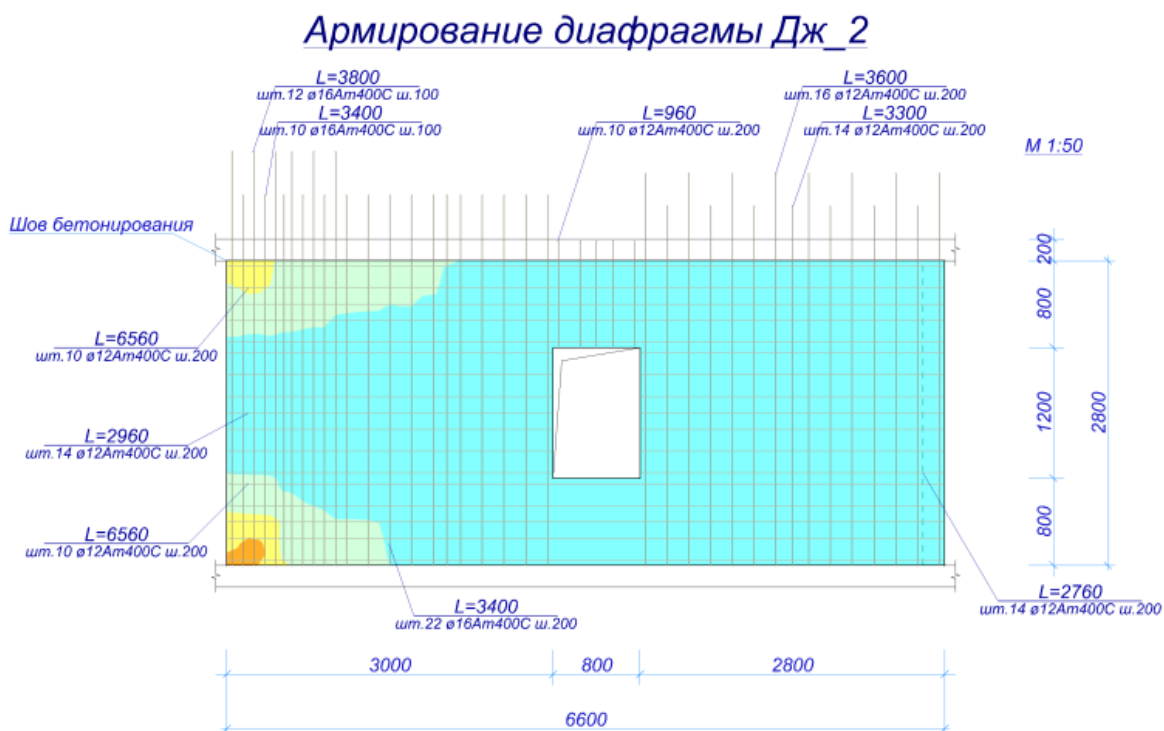 Армирование диафрагмы Дж_2
L=3800
шт.12 ø16Ат400С ш.100
L=3400
шт.10 ø16Ат400С ш.100
L=960
шт.10 ø12Ат400С ш.200
L=3600
шт.16 ø12Ат400С ш.200
L=3300
шт.14 ø12Ат400С ш.200
М 1:50
Шов бетонирования
200
800
L=6560
шт.10 ø12Ат400С ш.200
1200
2800
L=2960
шт.14 ø12Ат400С ш.200
800
L=6560
шт.10 ø12Ат400С ш.200
L=2760
шт.14 ø12Ат400С ш.200
L=3400
шт.22 ø16Ат400С ш.200
3000
800
2800
6600